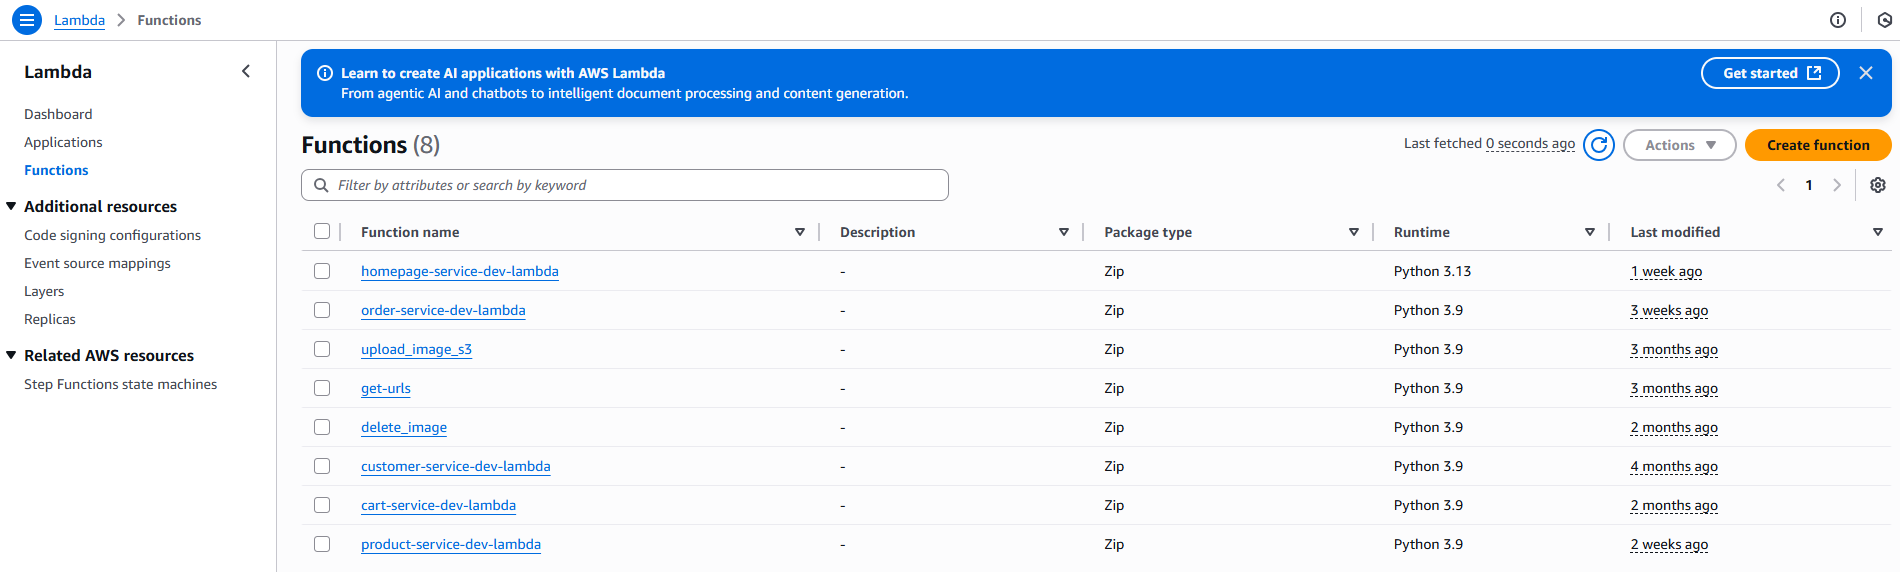 Lambda > Functions
Lambda
Dashboard
Applications
Functions
Additional resources
Code signing configurations
Event source mappings
Layers
Replicas
Related AWS resources
Step Functions state machines
Learn to create AI applications with AWS Lambda
From agentic AI and chatbots to intelligent document processing and content generation.
Get started
Functions (8)
Last fetched 0 seconds ago
Actions
Create function
Filter by attributes or search by keyword
1
Function name Description Package type Runtime Last modified
homepage-service-dev-lambda - Zip Python 3.13 1 week ago
order-service-dev-lambda - Zip Python 3.9 3 weeks ago
upload_image_s3 - Zip Python 3.9 3 months ago
get-urls - Zip Python 3.9 3 months ago
delete_image - Zip Python 3.9 2 months ago
customer-service-dev-lambda - Zip Python 3.9 4 months ago
cart-service-dev-lambda - Zip Python 3.9 2 months ago
product-service-dev-lambda - Zip Python 3.9 2 weeks ago